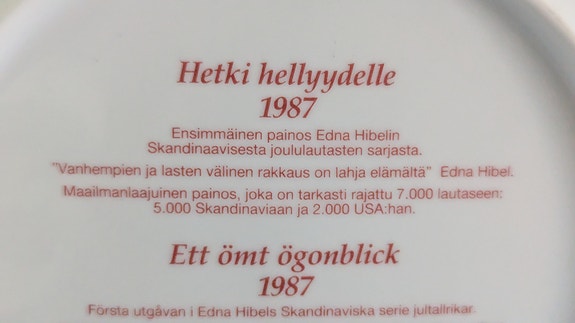 Hetki hellyydelle
1987
Ensimmäinen painos Edna Hibelin
Skandinaavisesta joululautasten sarjasta.
"Vanhempien ja lasten välinen rakkaus on lahja elämältä" Edna Hibel.
Maailmanlaajuinen painos, joka on tarkasti rajattu 7.000 lautaseen:
5.000 Skandinaviaan ja 2.000 USA:han.
Ett ömt ögonblick
1987
Första utgåvan i Edna Hibels Skandinaviska serie jultallrikar.